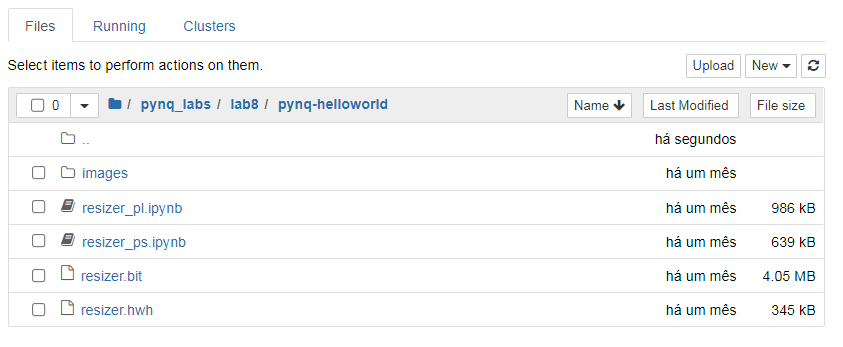 Files Running Clusters
Select items to perform actions on them. Upload New
0 / pynq_labs / lab8 / pynq-helloworld Name Last Modified File size
.. há segundos
images há um mês
resizer_pl.ipynb há um mês 986 kB
resizer_ps.ipynb há um mês 639 kB
resizer.bit há um mês 4.05 MB
resizer.hwh há um mês 345 kB